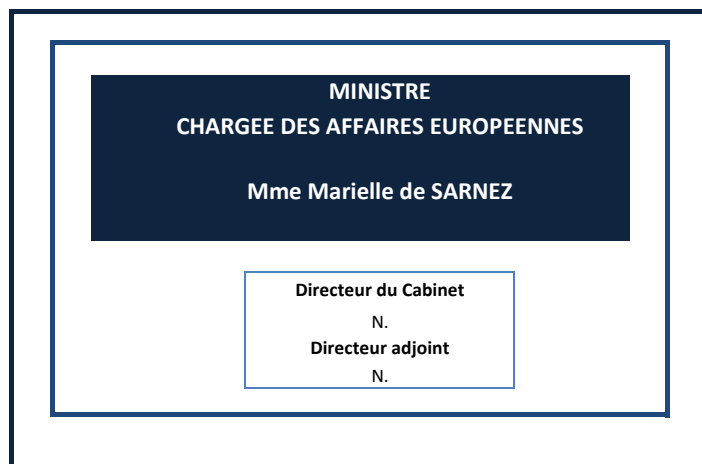 MINISTRE
CHARGEE DES AFFAIRES EUROPEENNES
Mme Marielle de SARNEZ
Directeur du Cabinet
N.
Directeur adjoint
N.